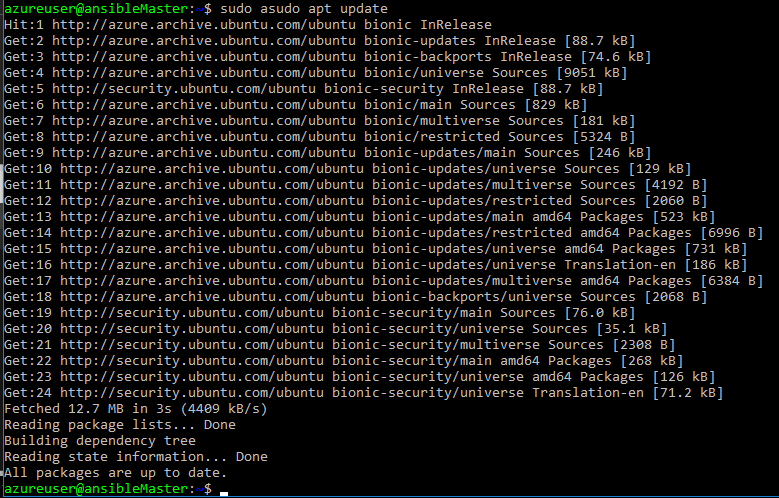 azureuser@ansibleMaster:~$ sudo asudo apt update
Hit:1 http://azure.archive.ubuntu.com/ubuntu bionic InRelease
Get:2 http://azure.archive.ubuntu.com/ubuntu bionic-updates InRelease [88.7 kB]
Get:3 http://azure.archive.ubuntu.com/ubuntu bionic-backports InRelease [74.6 kB]
Get:4 http://azure.archive.ubuntu.com/ubuntu bionic/universe Sources [9051 kB]
Get:5 http://security.ubuntu.com/ubuntu bionic-security InRelease [88.7 kB]
Get:6 http://azure.archive.ubuntu.com/ubuntu bionic/main Sources [829 kB]
Get:7 http://azure.archive.ubuntu.com/ubuntu bionic/multiverse Sources [181 kB]
Get:8 http://azure.archive.ubuntu.com/ubuntu bionic/restricted Sources [5324 B]
Get:9 http://azure.archive.ubuntu.com/ubuntu bionic-updates/main Sources [246 kB]
Get:10 http://azure.archive.ubuntu.com/ubuntu bionic-updates/universe Sources [129 kB]
Get:11 http://azure.archive.ubuntu.com/ubuntu bionic-updates/multiverse Sources [4192 B]
Get:12 http://azure.archive.ubuntu.com/ubuntu bionic-updates/restricted Sources [2060 B]
Get:13 http://azure.archive.ubuntu.com/ubuntu bionic-updates/main amd64 Packages [523 kB]
Get:14 http://azure.archive.ubuntu.com/ubuntu bionic-updates/restricted amd64 Packages [6996 B]
Get:15 http://azure.archive.ubuntu.com/ubuntu bionic-updates/universe amd64 Packages [731 kB]
Get:16 http://azure.archive.ubuntu.com/ubuntu bionic-updates/universe Translation-en [186 kB]
Get:17 http://azure.archive.ubuntu.com/ubuntu bionic-updates/multiverse amd64 Packages [6384 B]
Get:18 http://azure.archive.ubuntu.com/ubuntu bionic-backports/universe Sources [2068 B]
Get:19 http://security.ubuntu.com/ubuntu bionic-security/main Sources [76.0 kB]
Get:20 http://security.ubuntu.com/ubuntu bionic-security/universe Sources [35.1 kB]
Get:21 http://security.ubuntu.com/ubuntu bionic-security/multiverse Sources [2308 B]
Get:22 http://security.ubuntu.com/ubuntu bionic-security/main amd64 Packages [268 kB]
Get:23 http://security.ubuntu.com/ubuntu bionic-security/universe amd64 Packages [126 kB]
Get:24 http://security.ubuntu.com/ubuntu bionic-security/universe Translation-en [71.2 kB]
Fetched 12.7 MB in 3s (4409 kB/s)
Reading package lists... Done
Building dependency tree
Reading state information... Done
All packages are up to date.
azureuser@ansibleMaster:~$